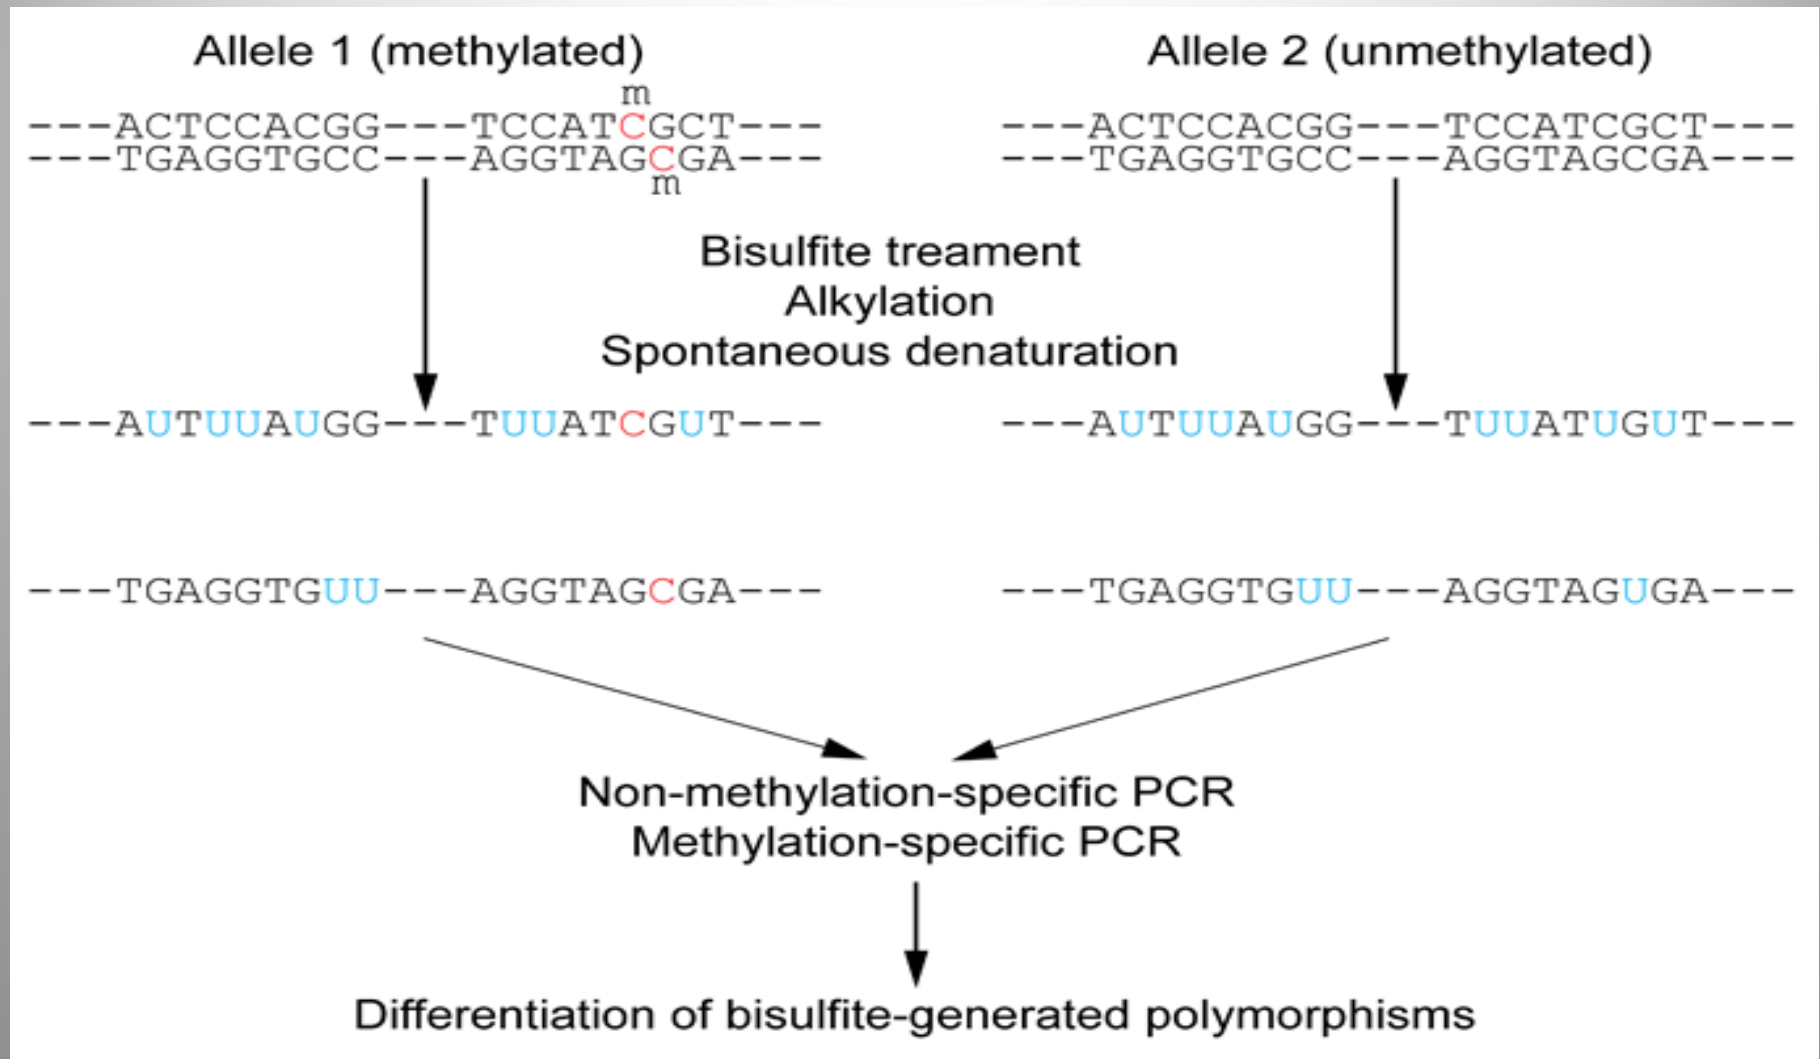 Allele 1 (methylated)
Allele 2 (unmethylated)
m
---ACTCCACGG---TCCATCGCT---
---TGAGGTGCC---AGGTAGCGA---
m
---ACTCCACGG---TCCATCGCT---
---TGAGGTGCC---AGGTAGCGA---
Bisulfite treament
Alkylation
Spontaneous denaturation
---AUTUUAUGG---TUUATCGUT---
---AUTUUAUGG---TUUATUGUT---
---TGAGGTGUU---AGGTAGCGA---
---TGAGGTGUU---AGGTAGUGA---
Non-methylation-specific PCR
Methylation-specific PCR
Differentiation of bisulfite-generated polymorphisms